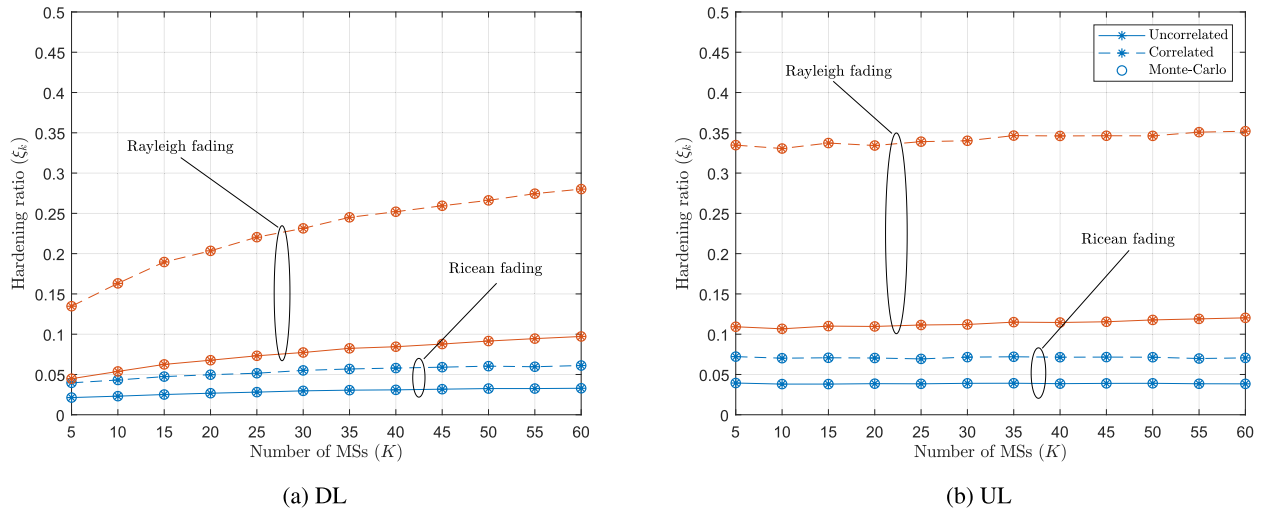 0.5
0.45
0.4
0.35
0.3
0.25
0.2
0.15
0.1
0.05
0
Hardening ratio (ξₖ)
Rayleigh fading
Ricean fading
5 10 15 20 25 30 35 40 45 50 55 60
Number of MSs (K)
(a) DL
0.5
0.45
0.4
0.35
0.3
0.25
0.2
0.15
0.1
0.05
0
Hardening ratio (ξₖ)
Uncorrelated
Correlated
Monte-Carlo
Rayleigh fading
Ricean fading
5 10 15 20 25 30 35 40 45 50 55 60
Number of MSs (K)
(b) UL